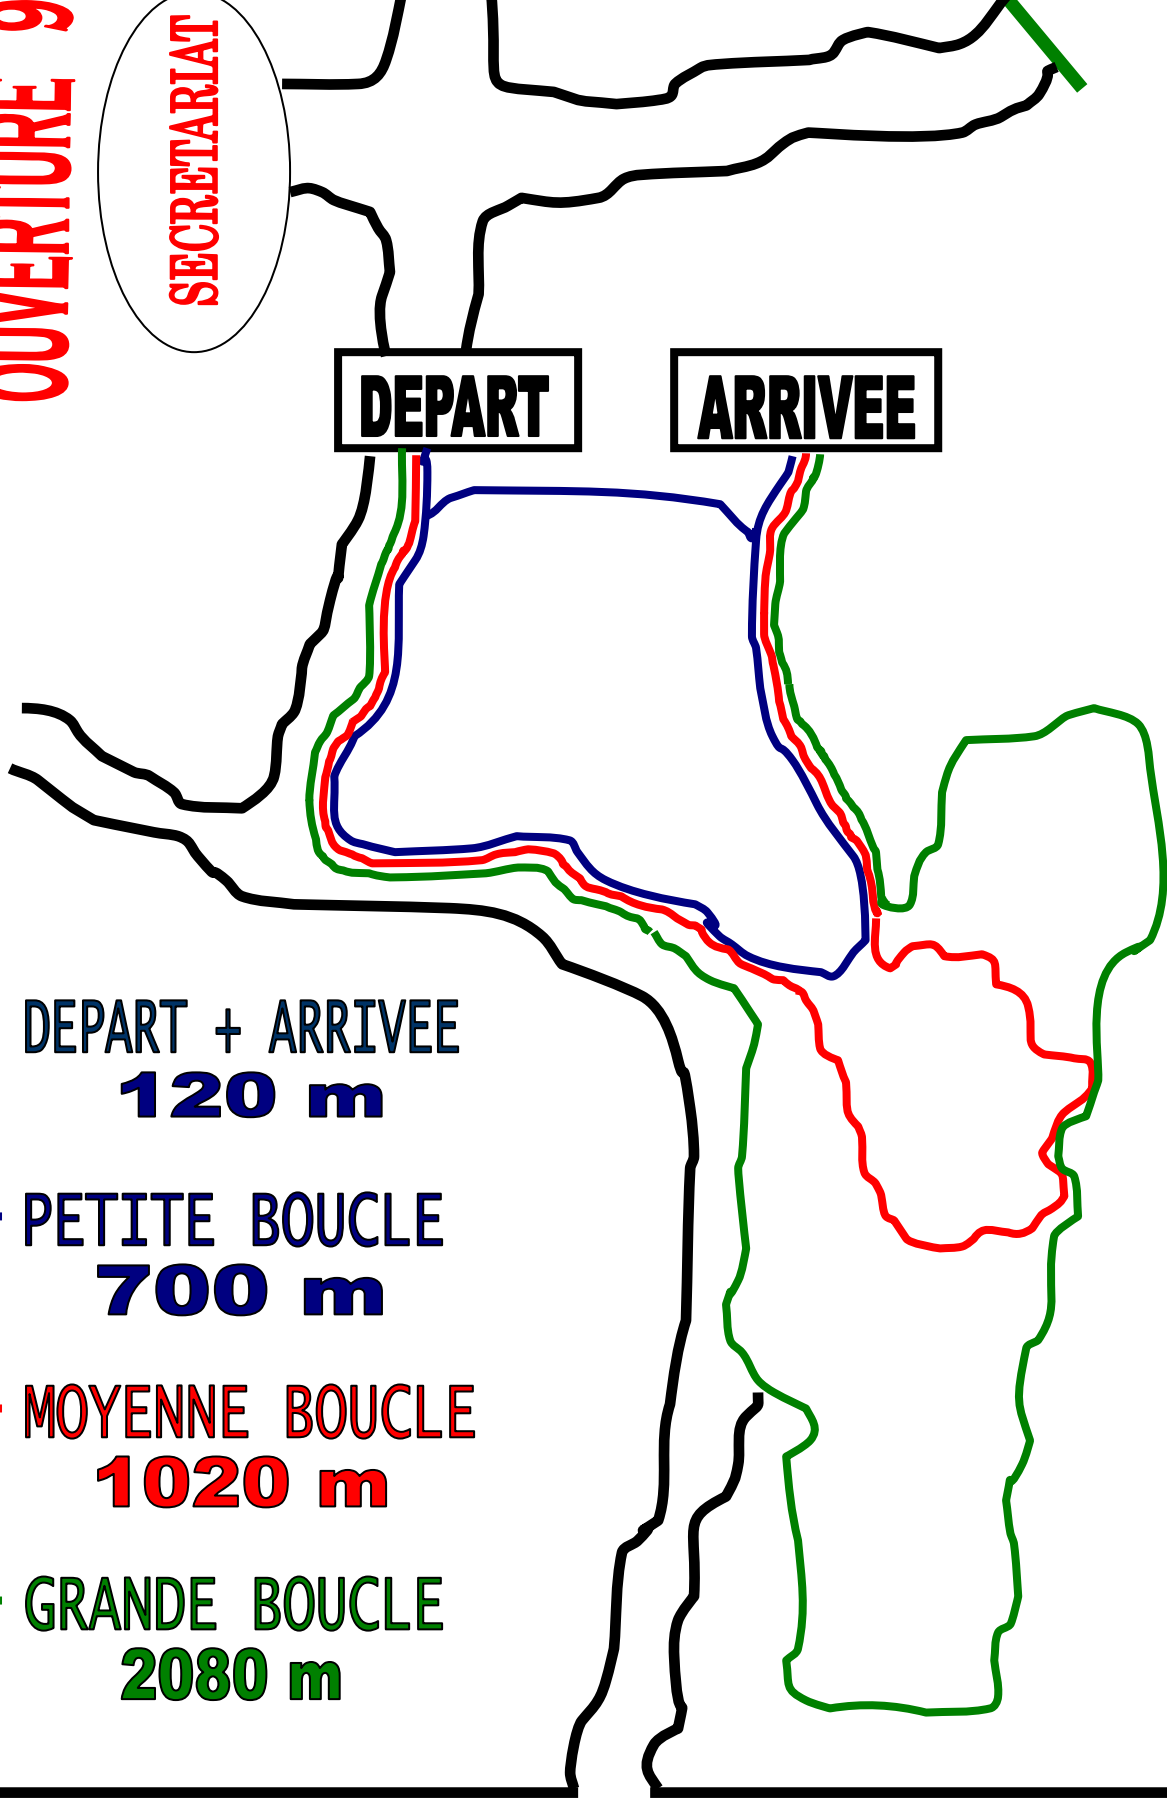 OUVERTURE 9
SECRETARIAT
DEPART
ARRIVEE
DEPART + ARRIVEE
120 m
PETITE BOUCLE
700 m
MOYENNE BOUCLE
1020 m
GRANDE BOUCLE
2080 m